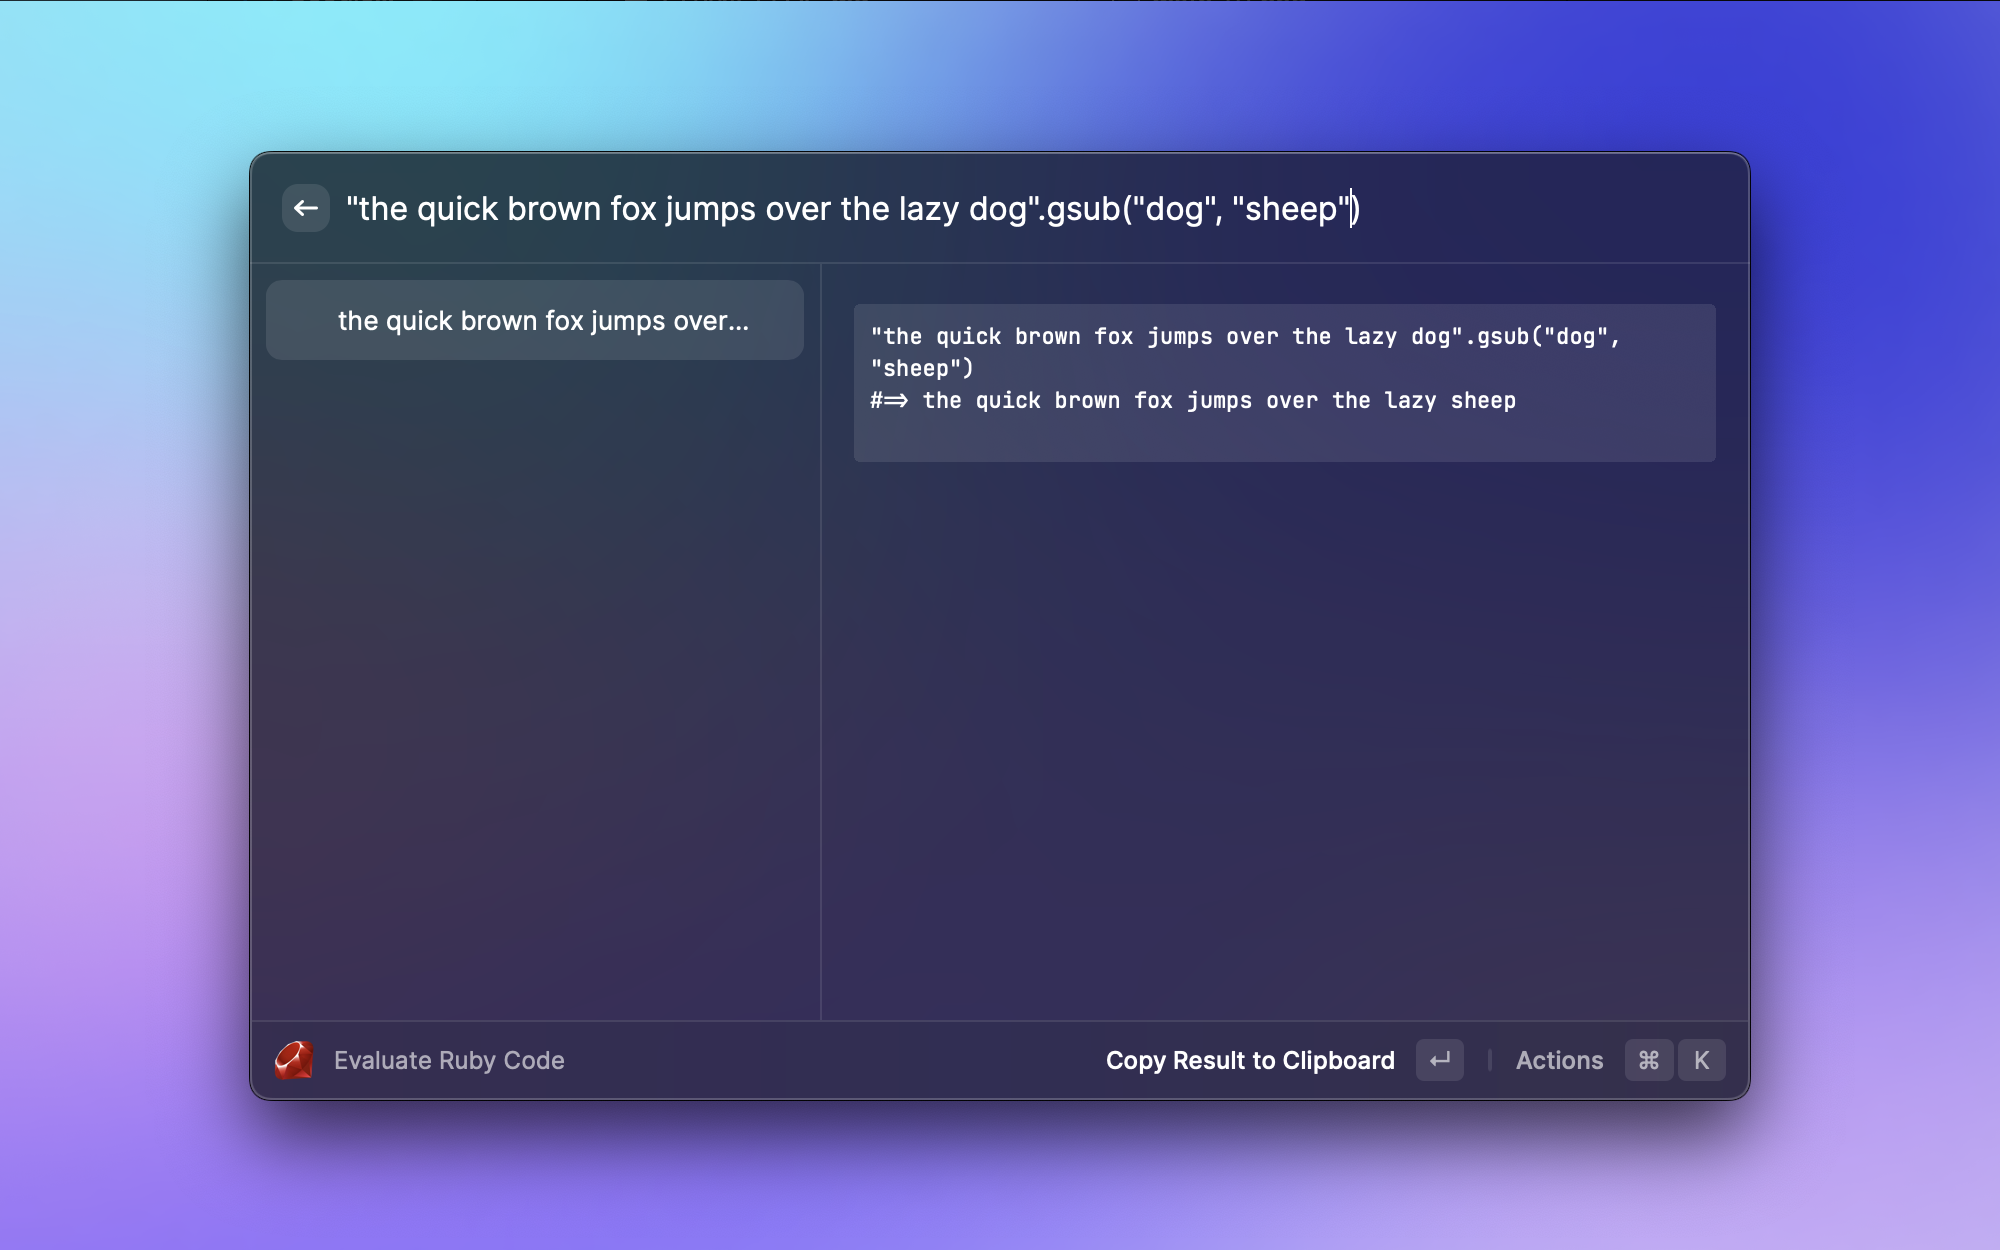 "the quick brown fox jumps over the lazy dog".gsub("dog", "sheep")
the quick brown fox jumps over...
"the quick brown fox jumps over the lazy dog".gsub("dog",
"sheep")
#==> the quick brown fox jumps over the lazy sheep
Evaluate Ruby Code
Copy Result to Clipboard ↵ | Actions ⌘ K